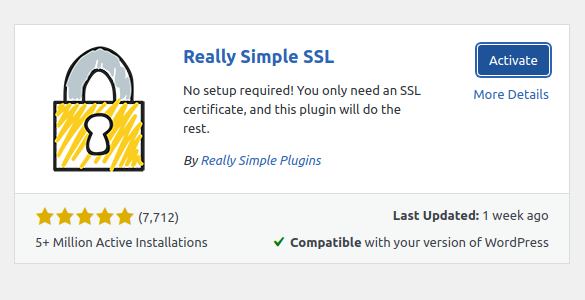 Really Simple SSL
Activate
No setup required! You only need an SSL
More Details
certificate, and this plugin will do the
rest.
By Really Simple Plugins
(7,712)
Last Updated: 1 week ago
5+ Million Active Installations
Compatible with your version of WordPress